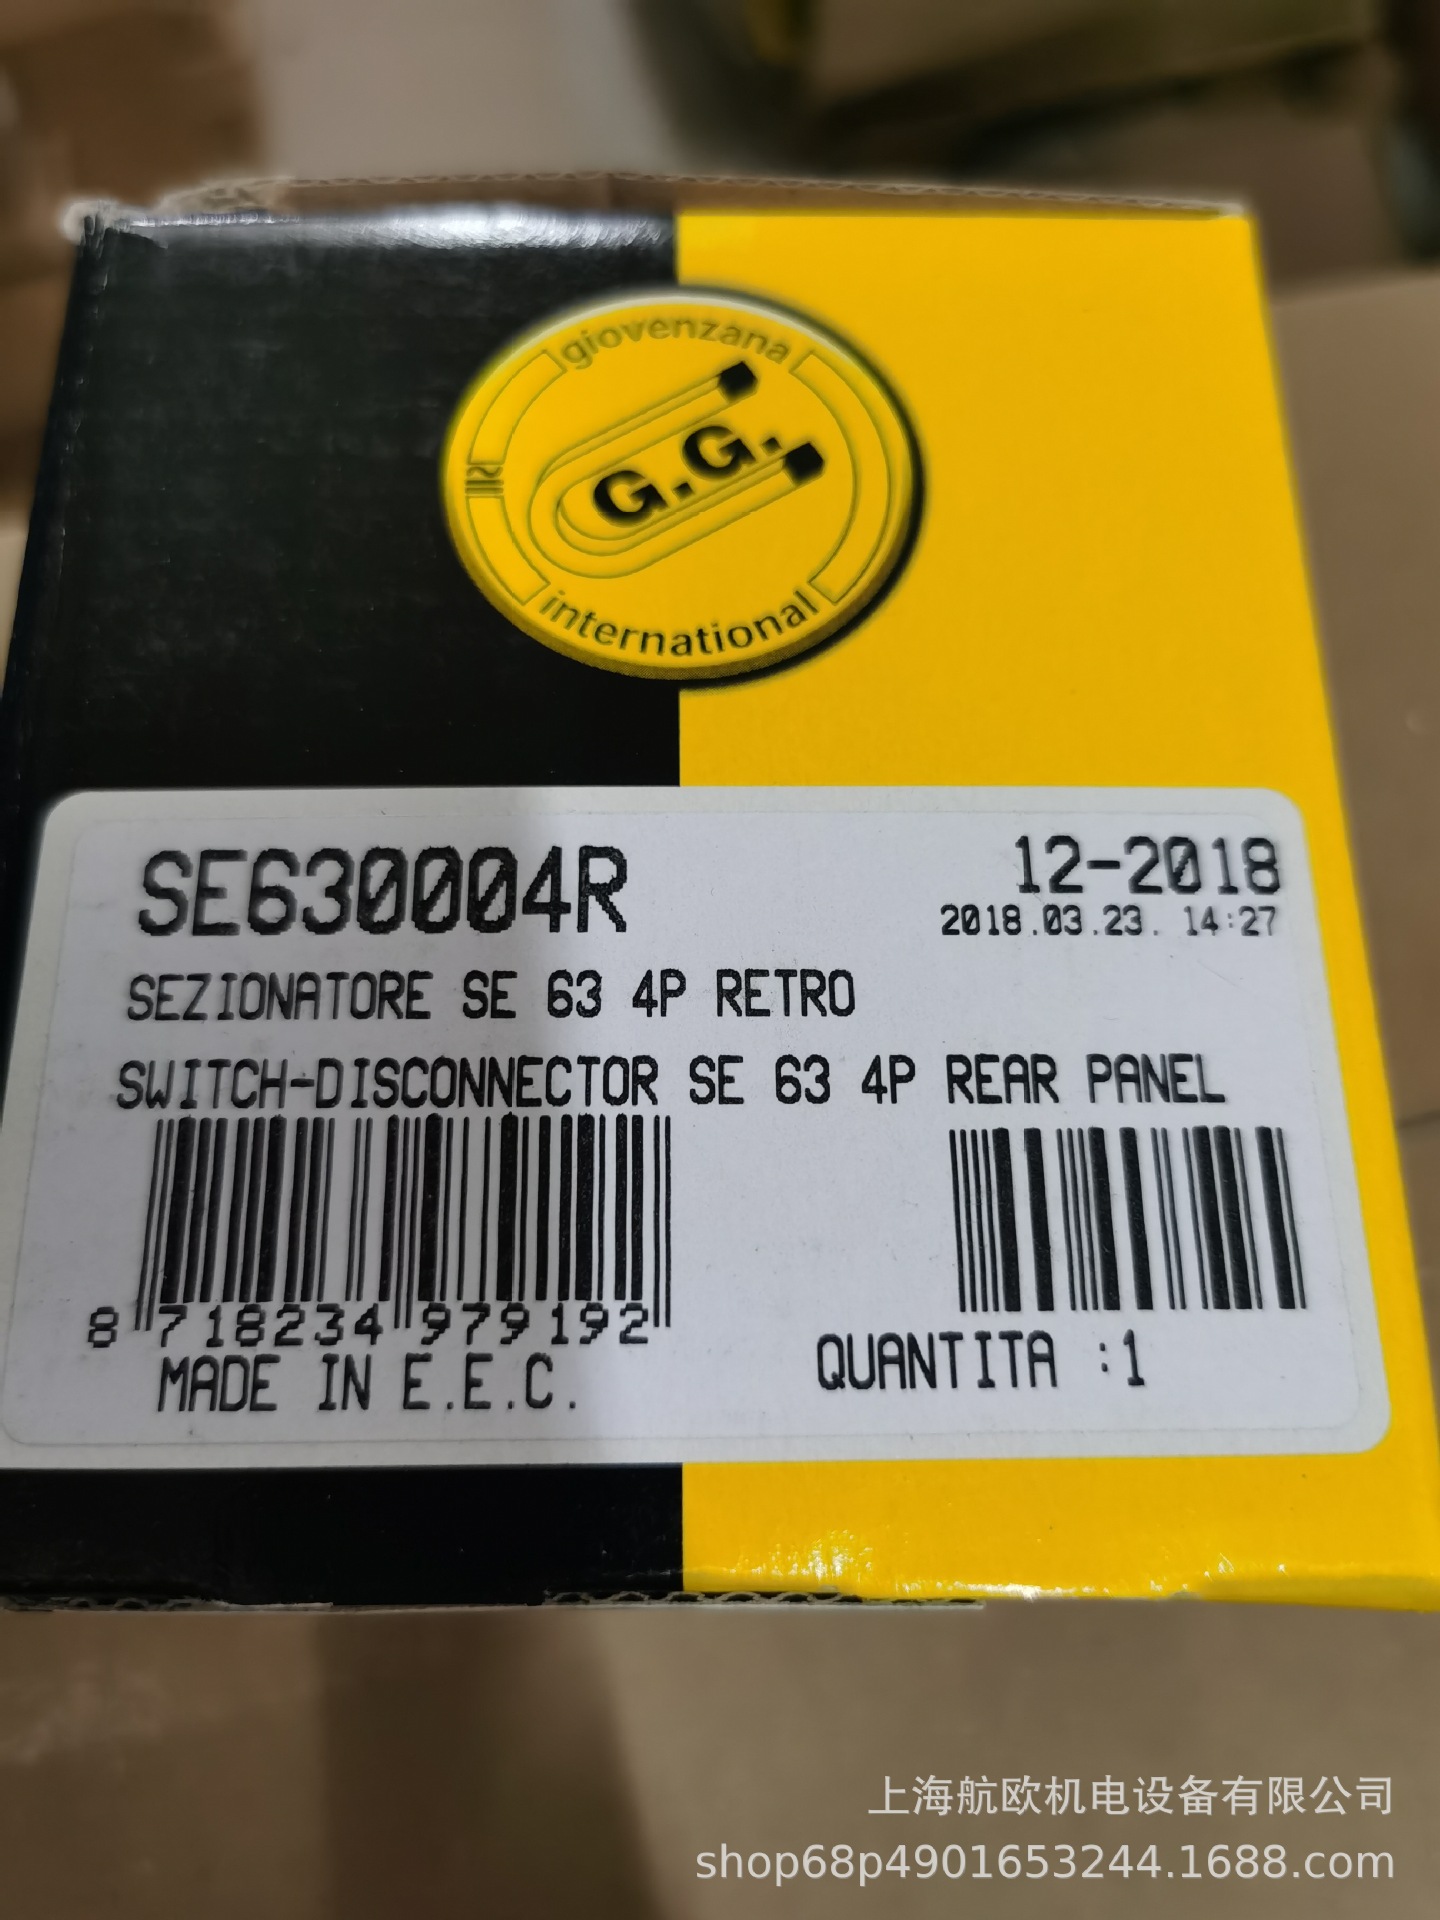 giovenzana
G.G.
international
SE630004R
12-2018
2018.03.23. 14:27
SEZIONATORE SE 63 4P RETRO
SWITCH-DISCONNECTOR SE 63 4P REAR PANEL
8 718234 979192
MADE IN E.E.C.
QUANTITA :1
上海航欧机电设备有限公司
shop68p4901653244.1688.com